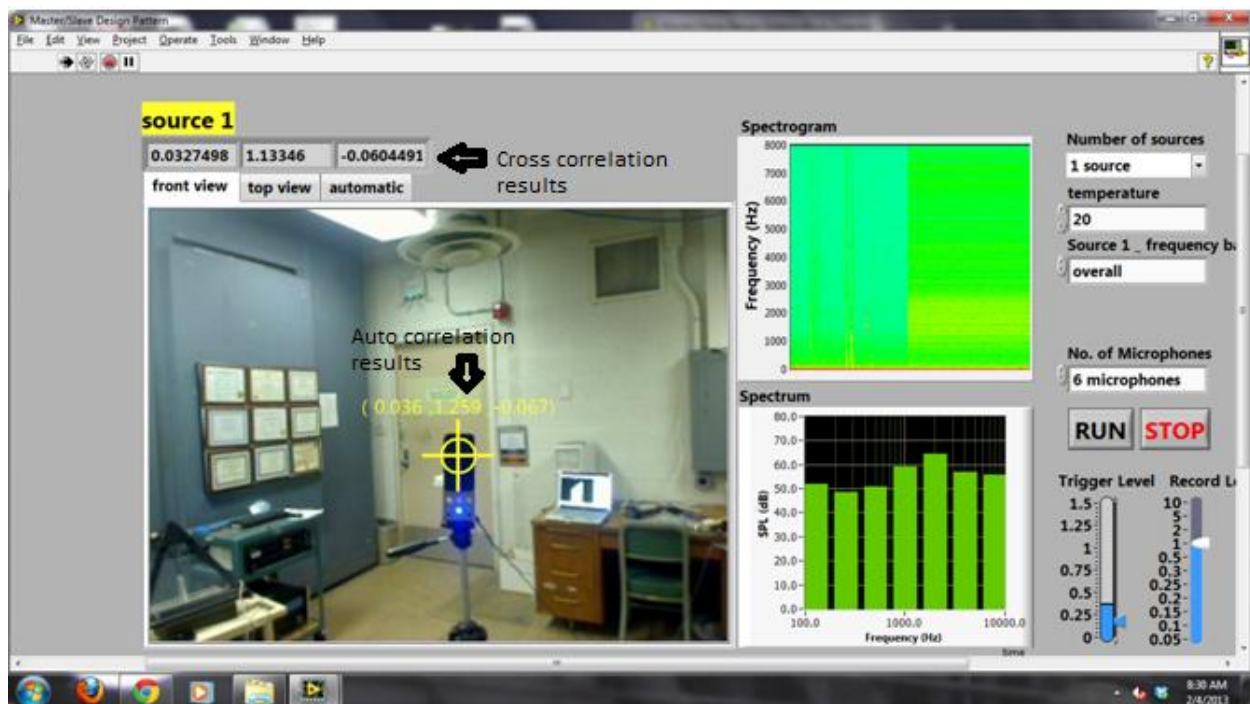 Master/Slave Design Pattern
File Edit View Project Operate Tools Window Help
source 1
0.0327498 1.13346 -0.0604491
Cross correlation
results
front view top view automatic
Auto correlation
results
( 0.036 ,1.259 ,-0.067)
Spectrogram
Frequency (Hz)
8000
7000
6000
5000
4000
3000
2000
1000
0
Spectrum
SPL (dB)
80.0
70.0
60.0
50.0
40.0
30.0
20.0
10.0
0.0
100.0 1000.0 10000.0
Frequency (Hz)
time
Number of sources
1 source
temperature
20
Source 1 _ frequency ba
overall
No. of Microphones
6 microphones
RUN STOP
Trigger Level Record Le
1.5
1.25
1
0.75
0.5
0.25
0
10
5
2
1
0.5
0.3
0.25
0.2
0.15
0.1
0.05
8:30 AM
2/4/2013